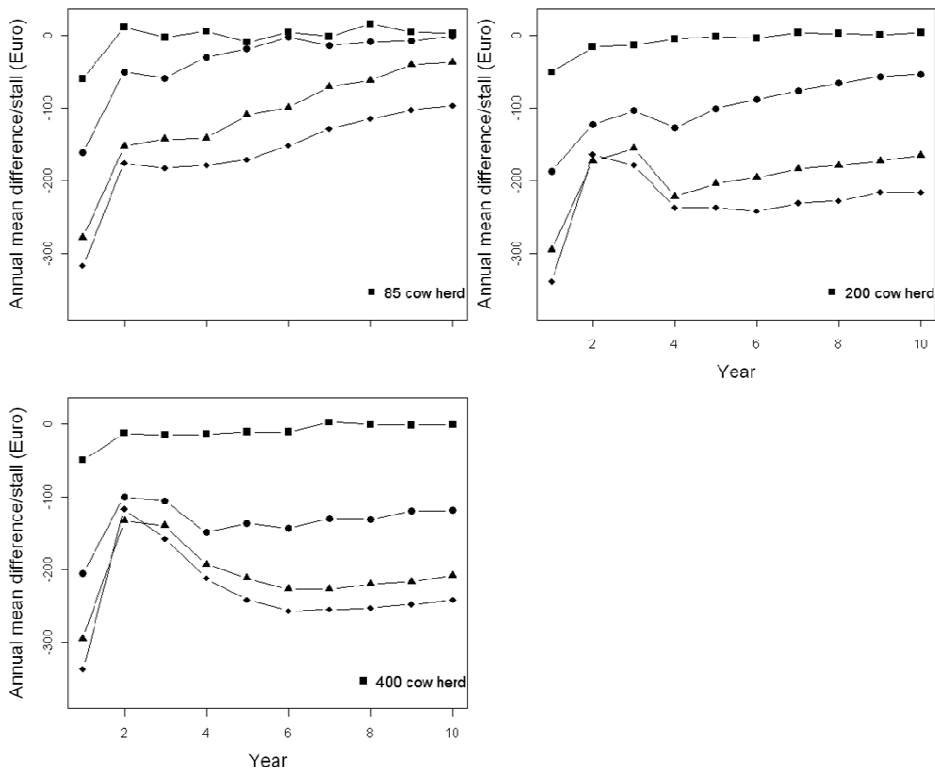 Annual mean difference/stall (Euro)
0
-100
-200
-300
85 cow herd
Annual mean difference/stall (Euro)
0
-100
-200
-300
200 cow herd
2 4 6 8 10
Year
Annual mean difference/stall (Euro)
0
-100
-200
-300
400 cow herd
2 4 6 8 10
Year